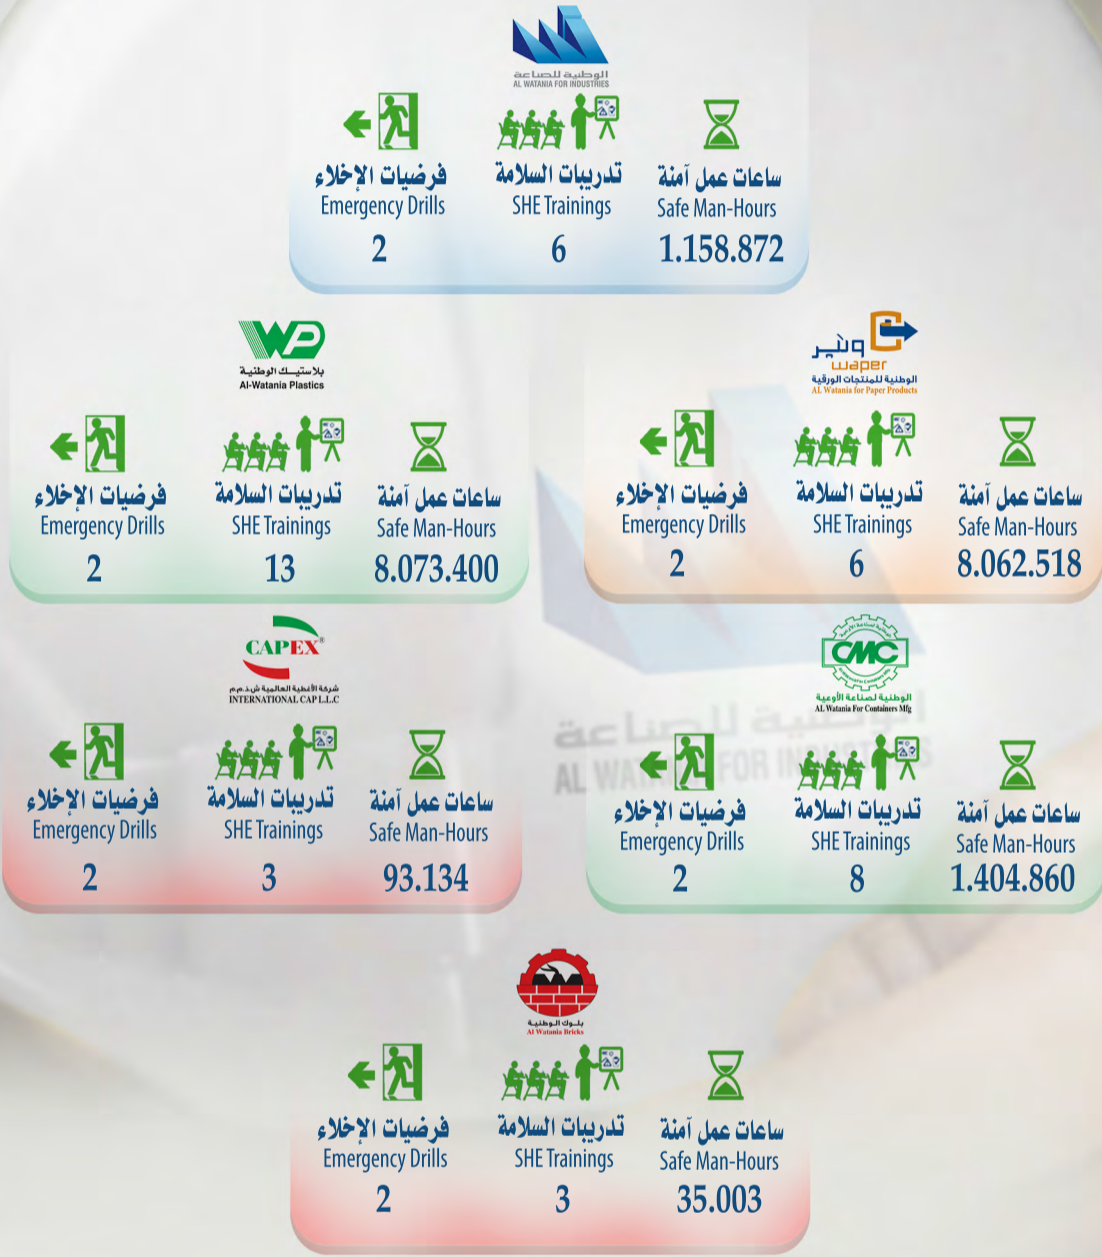 الوطنية للصناعة
AL WATANIA FOR INDUSTRIES
ساعات عمل آمنة
Safe Man-Hours
1.158.872
تدريبات السلامة
SHE Trainings
6
فرضيات الإخلاء
Emergency Drills
2
وتير
waper
الوطنية للمنتجات الورقية
AL Watania for Paper Products
ساعات عمل آمنة
Safe Man-Hours
8.062.518
تدريبات السلامة
SHE Trainings
6
فرضيات الإخلاء
Emergency Drills
2
WP
بلاستيك الوطنية
Al-Watania Plastics
ساعات عمل آمنة
Safe Man-Hours
8.073.400
تدريبات السلامة
SHE Trainings
13
فرضيات الإخلاء
Emergency Drills
2
CMC
الوطنية لصناعة الأوعية
AL Watania For Containers Mfg
ساعات عمل آمنة
Safe Man-Hours
1.404.860
تدريبات السلامة
SHE Trainings
8
فرضيات الإخلاء
Emergency Drills
2
CAPEX®
شركة الأغطية العالمية ش.ذ.م.م
INTERNATIONAL CAP L.L.C
ساعات عمل آمنة
Safe Man-Hours
93.134
تدريبات السلامة
SHE Trainings
3
فرضيات الإخلاء
Emergency Drills
2
الوطنية للصناعة
AL WATANIA FOR INDUSTRIES
بلوك الوطنية
Al Watania Bricks
ساعات عمل آمنة
Safe Man-Hours
35.003
تدريبات السلامة
SHE Trainings
3
فرضيات الإخلاء
Emergency Drills
2